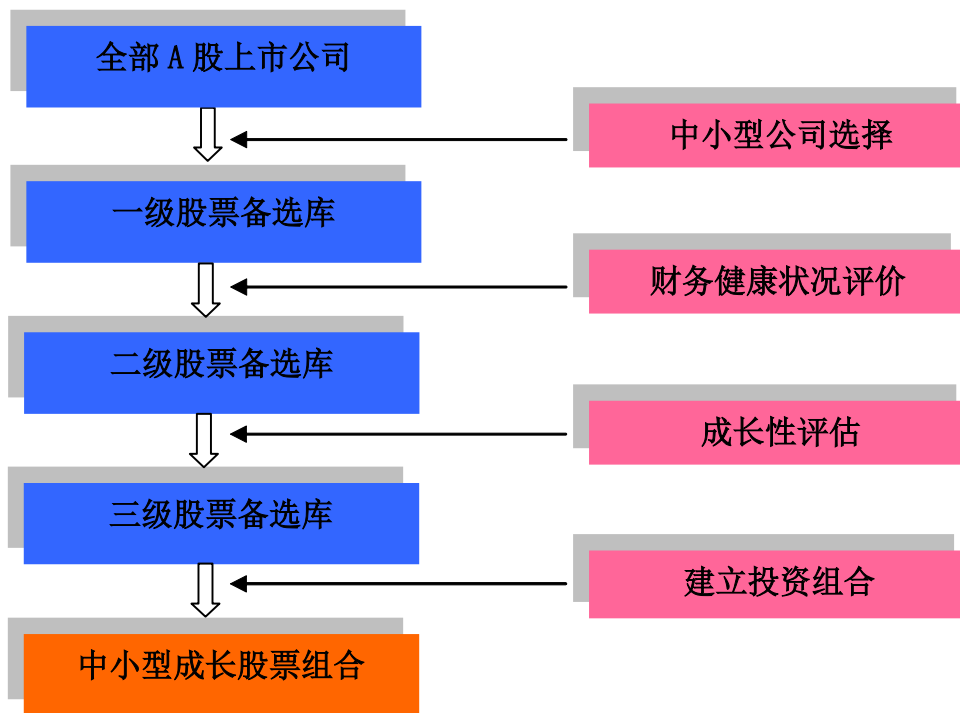 全部 A 股上市公司
中小型公司选择
一级股票备选库
财务健康状况评价
二级股票备选库
成长性评估
三级股票备选库
建立投资组合
中小型成长股票组合